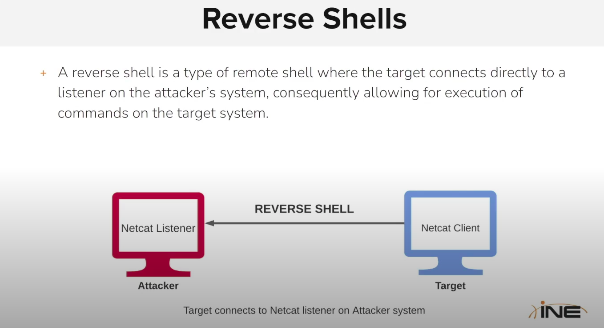 Reverse Shells
+ A reverse shell is a type of remote shell where the target connects directly to a
listener on the attacker's system, consequently allowing for execution of
commands on the target system.
REVERSE SHELL
Netcat Listener
Netcat Client
Attacker
Target
Target connects to Netcat listener on Attacker system
INE